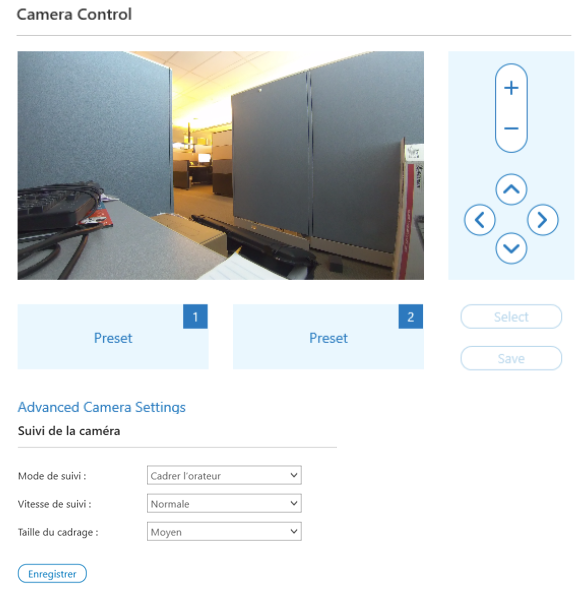 Camera Control
+
−
Preset 1
Preset 2
Select
Save
Advanced Camera Settings
Suivi de la caméra
Mode de suivi : Cadrer l'orateur
Vitesse de suivi : Normale
Taille du cadrage : Moyen
Enregistrer